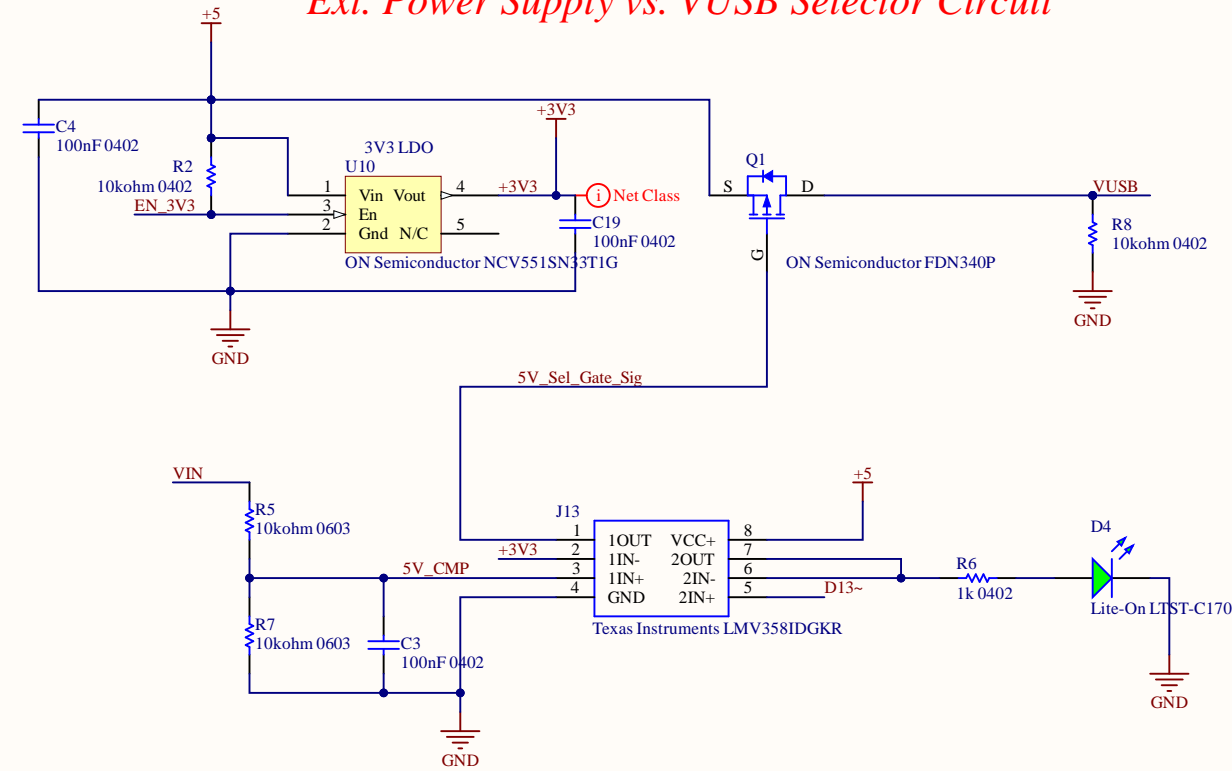 Ext. Power Supply vs. VUSB Selector Circuit
+5
C4
100nF 0402
R2
10kohm 0402
EN_3V3
3V3 LDO
U10
1
3
2
Vin Vout
En
Gnd N/C
4
5
+3V3
+3V3
i Net Class
C19
100nF 0402
ON Semiconductor NCV551SN33T1G
GND
Q1
S
D
G
ON Semiconductor FDN340P
VUSB
R8
10kohm 0402
GND
5V_Sel_Gate_Sig
VIN
R5
10kohm 0603
R7
10kohm 0603
5V_CMP
C3
100nF 0402
GND
+3V3
J13
1
2
3
4
1OUT VCC+
1IN- 2OUT
1IN+ 2IN-
GND 2IN+
8
7
6
5
Texas Instruments LMV358IDGKR
+5
D13~
R6
1k 0402
D4
Lite-On LTST-C170
GND